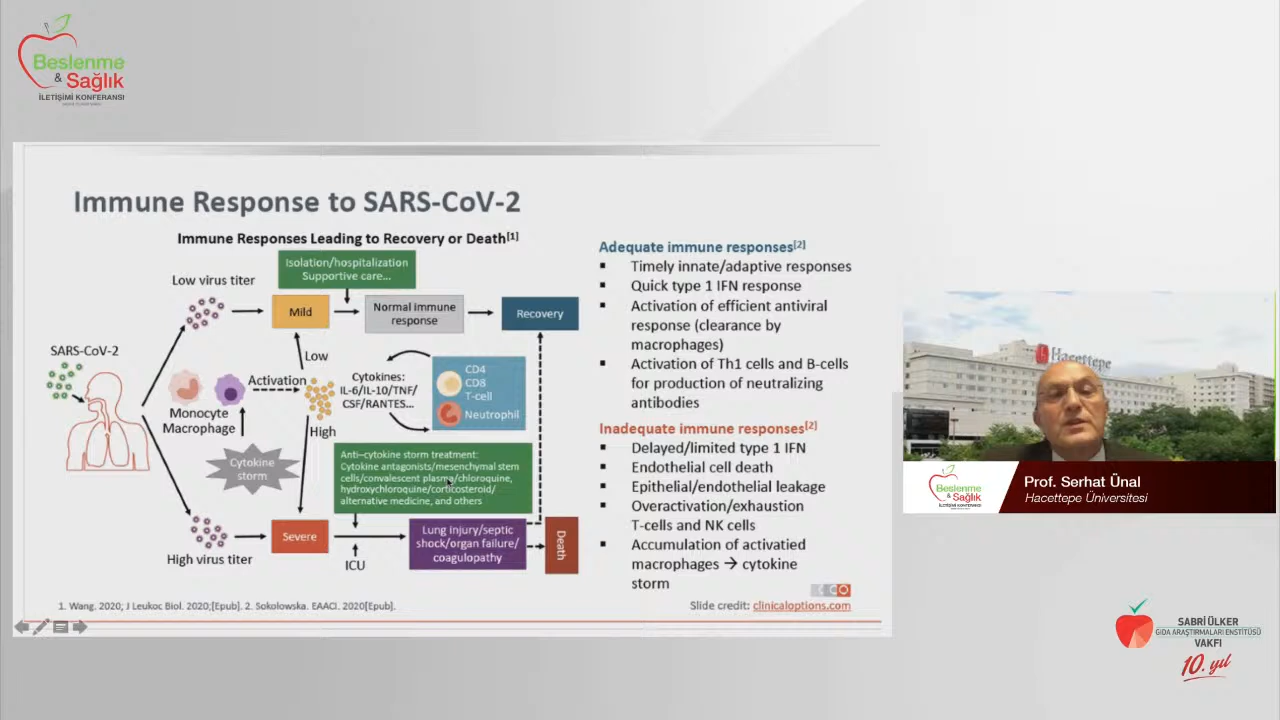 Beslenme
& Sağlık
İLETİŞİMİ KONFERANSI
Immune Response to SARS-CoV-2
Immune Responses Leading to Recovery or Death[1]
Isolation/hospitalization
Supportive care...
Low virus titer
Mild
Normal immune
response
Recovery
SARS-CoV-2
Low
Activation
Cytokines:
IL-6/IL-10/TNF/
CSF/RANTES...
CD4
CD8
T-cell
Neutrophil
Monocyte
Macrophage
High
Cytokine
storm
Anti–cytokine storm treatment:
Cytokine antagonists/mesenchymal stem
cells/convalescent plasma/chloroquine,
hydroxychloroquine/corticosteroid/
alternative medicine, and others
High virus titer
Severe
ICU
Lung injury/septic
shock/organ failure/
coagulopathy
Death
Adequate immune responses[2]
▪ Timely innate/adaptive responses
▪ Quick type 1 IFN response
▪ Activation of efficient antiviral
response (clearance by
macrophages)
▪ Activation of Th1 cells and B-cells
for production of neutralizing
antibodies
Inadequate immune responses[2]
▪ Delayed/limited type 1 IFN
▪ Endothelial cell death
▪ Epithelial/endothelial leakage
▪ Overactivation/exhaustion
T-cells and NK cells
▪ Accumulation of activatied
macrophages → cytokine
storm
1. Wang. 2020; J Leukoc Biol. 2020;[Epub]. 2. Sokolowska. EAACI. 2020[Epub].
Slide credit: clinicaloptions.com
Hacettepe
Beslenme
& Sağlık
Prof. Serhat Ünal
Hacettepe Üniversitesi
SABRİ ÜLKER
GIDA ARAŞTIRMALARI ENSTİTÜSÜ
VAKFI
10. yıl